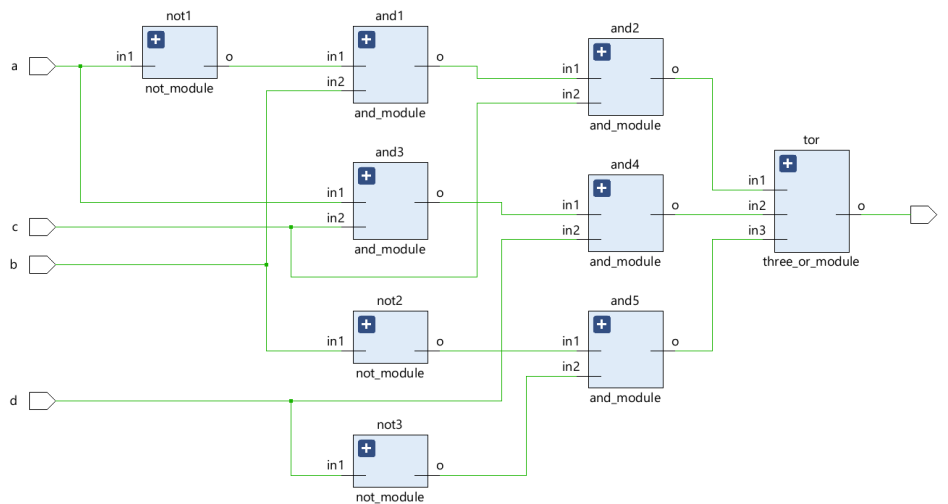 not1
a
in1
o
not_module
and1
in1
in2
o
and_module
and2
in1
in2
o
and_module
and3
in1
in2
o
and_module
c
b
and4
in1
in2
o
and_module
tor
in1
in2
in3
o
three_or_module
not2
in1
o
not_module
and5
in1
in2
o
and_module
d
not3
in1
o
not_module